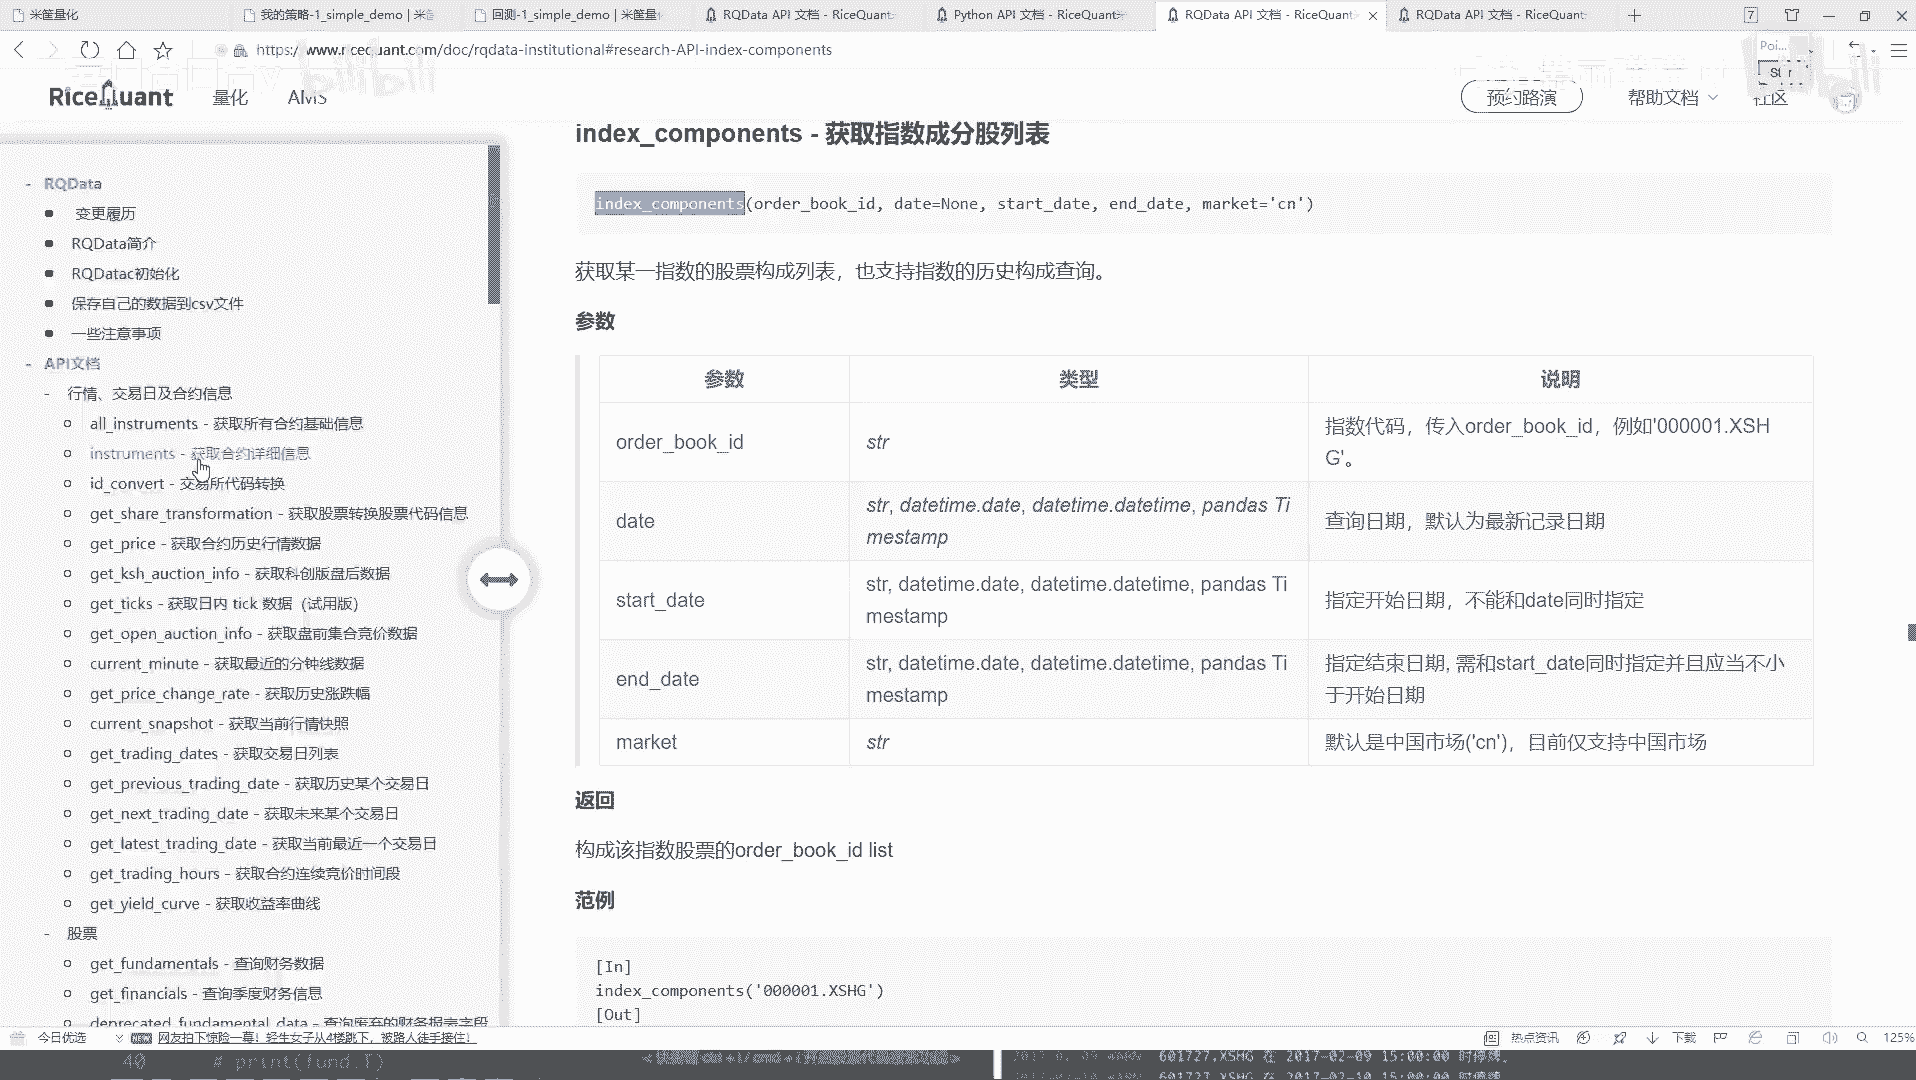 米筐量化
我的策略-1_simple_demo | 米筐
回测-1_simple_demo | 米筐量化
RQData API 文档 - RiceQuant
Python API 文档 - RiceQuant
RQData API 文档 - RiceQuant
RQData API 文档 - RiceQuant
7
https://www.ricequant.com/doc/rqdata-institutional#research-API-index-components
Poi...
RiceQuant
量化
AMS
预约路演
帮助文档
社区
- RQData
变更履历
RQData简介
RQDatac初始化
保存自己的数据到csv文件
一些注意事项
- API文档
- 行情、交易日及合约信息
all_instruments - 获取所有合约基础信息
instruments - 获取合约详细信息
id_convert - 交易所代码转换
get_share_transformation - 获取股票转换股票代码信息
get_price - 获取合约历史行情数据
get_ksh_auction_info - 获取科创版盘后数据
get_ticks - 获取日内 tick 数据（试用版）
get_open_auction_info - 获取盘前集合竞价数据
current_minute - 获取最近的分钟线数据
get_price_change_rate - 获取历史涨跌幅
current_snapshot - 获取当前行情快照
get_trading_dates - 获取交易日列表
get_previous_trading_date - 获取历史某个交易日
get_next_trading_date - 获取未来某个交易日
get_latest_trading_date - 获取当前最近一个交易日
get_trading_hours - 获取合约连续竞价时间段
get_yield_curve - 获取收益率曲线
- 股票
get_fundamentals - 查询财务数据
get_financials - 查询季度财务信息
deprecated_fundamental_data - 查询废弃的财务报表字段
index_components - 获取指数成分股列表
index_components(order_book_id, date=None, start_date, end_date, market='cn')
获取某一指数的股票构成列表，也支持指数的历史构成查询。
参数
参数 类型 说明
order_book_id str 指数代码，传入order_book_id，例如'000001.XSH
G'。
date str, datetime.date, datetime.datetime, pandas Ti
mestamp 查询日期，默认为最新记录日期
start_date str, datetime.date, datetime.datetime, pandas Ti
mestamp 指定开始日期，不能和date同时指定
end_date str, datetime.date, datetime.datetime, pandas Ti
mestamp 指定结束日期, 需和start_date同时指定并且应当不小
于开始日期
market str 默认是中国市场('cn')，目前仅支持中国市场
返回
构成该指数股票的order_book_id list
范例
[In]
index_components('000001.XSHG')
[Out]
今日优选
NEW
网友拍下惊险一幕！轻生女子从4楼跳下，被路人徒手接住！
热点资讯
下载
125%
40 # print(fund.T)
601727.XSHG 在 2017-02-09 15:00:00 时停牌。
601727.XSHG 在 2017-02-10 15:00:00 时停牌。